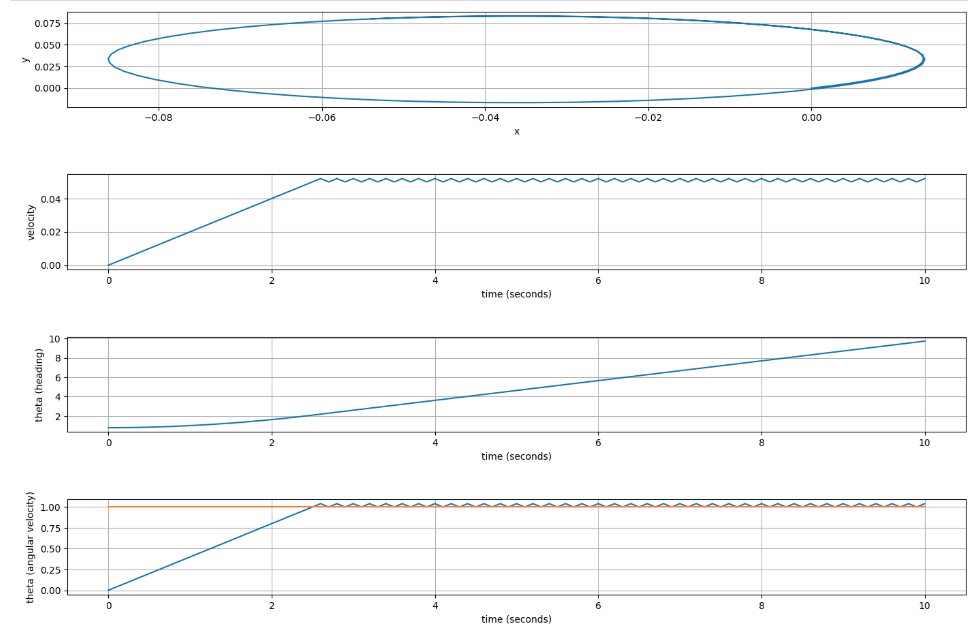 0.075
0.050
0.025
0.000
y
−0.08 −0.06 −0.04 −0.02 0.00
x
0.04
0.02
0.00
velocity
0 2 4 6 8 10
time (seconds)
10
8
6
4
2
theta (heading)
0 2 4 6 8 10
time (seconds)
1.00
0.75
0.50
0.25
0.00
theta (angular velocity)
0 2 4 6 8 10
time (seconds)